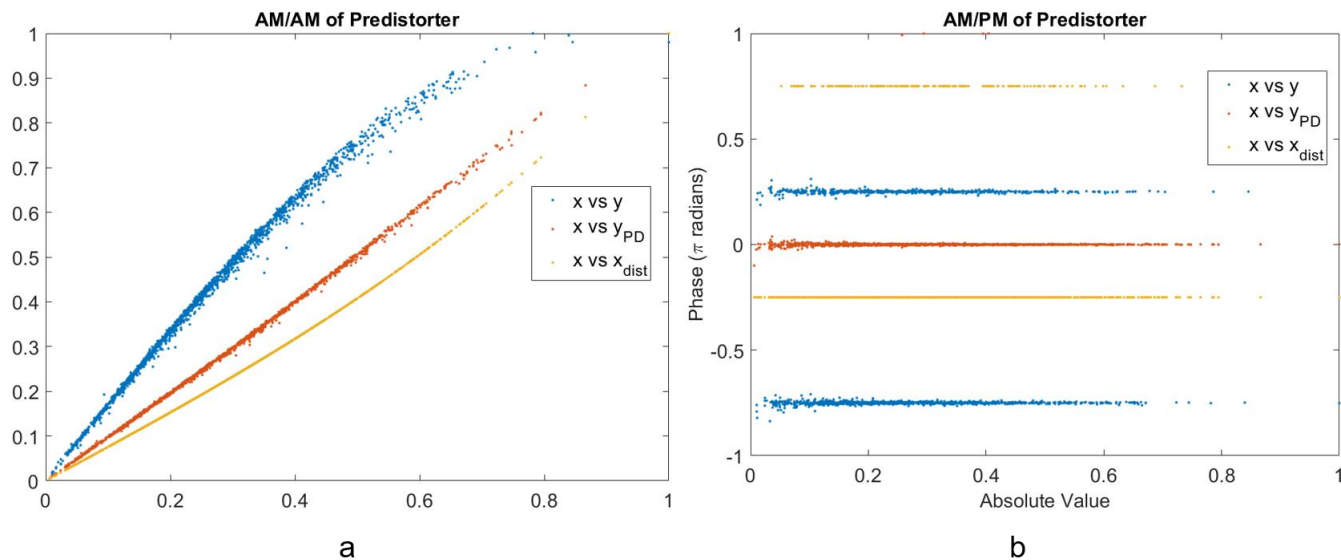 AM/AM of Predistorter
1
0.9
0.8
0.7
0.6
0.5
0.4
0.3
0.2
0.1
0
0
0.2
0.4
0.6
0.8
1
x vs y
x vs yPD
x vs xdist
a
AM/PM of Predistorter
1
0.5
0
-0.5
-1
Phase (π radians)
0
0.2
0.4
0.6
0.8
1
Absolute Value
x vs y
x vs yPD
x vs xdist
b